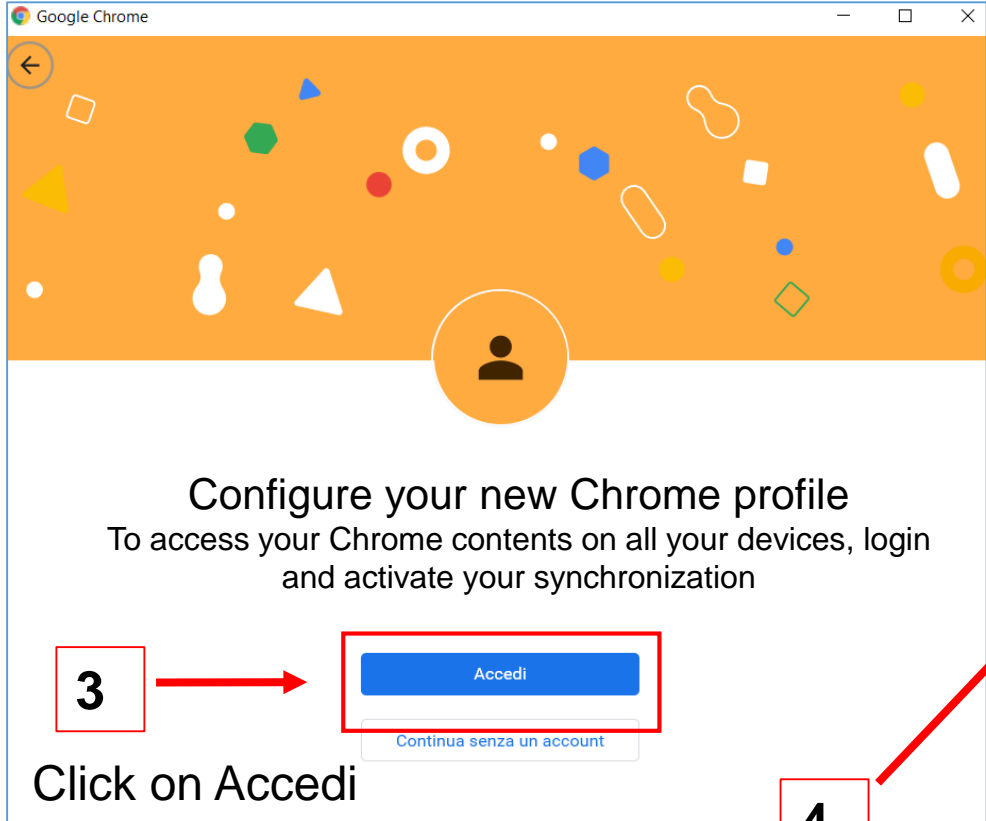 Google Chrome
Configure your new Chrome profile
To access your Chrome contents on all your devices, login
and activate your synchronization
3
Accedi
Continua senza un account
Click on Accedi
4